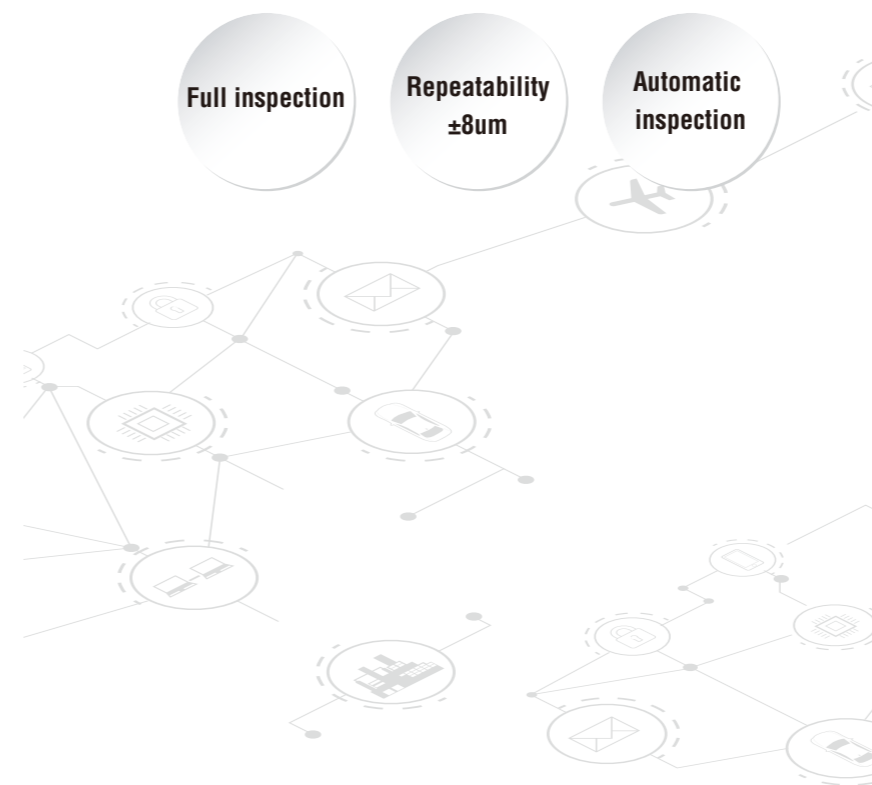 Full inspection
Repeatability
±8um
Automatic
inspection